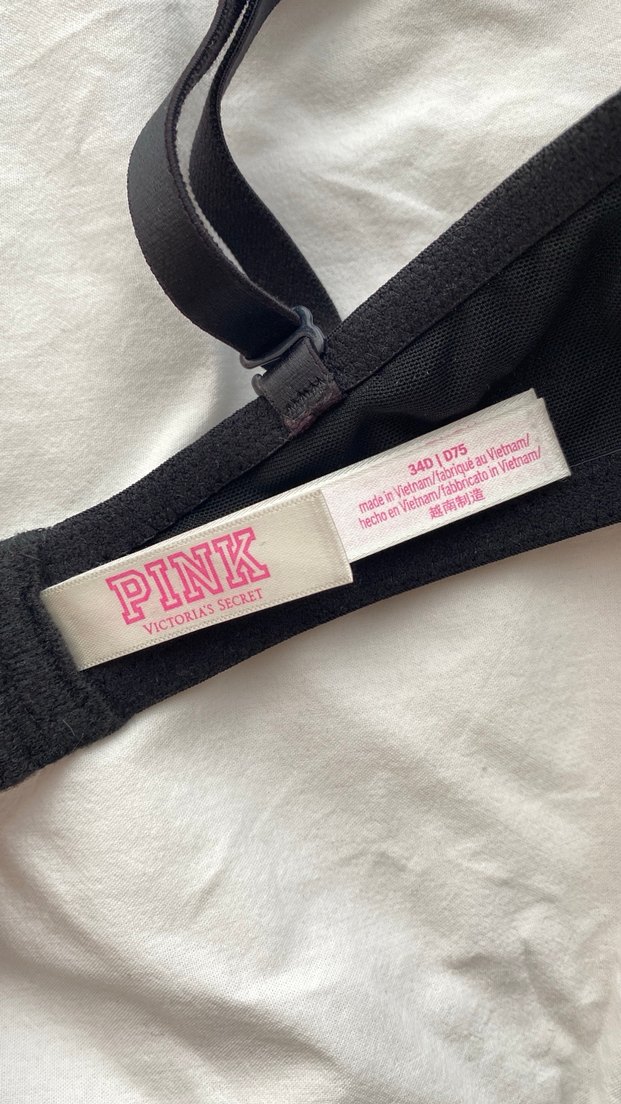 PINK
VICTORIA'S SECRET
34D | D75
made in Vietnam/fabriqué au Vietnam/
hecho en Vietnam/fabbricato in Vietnam/
越南制造